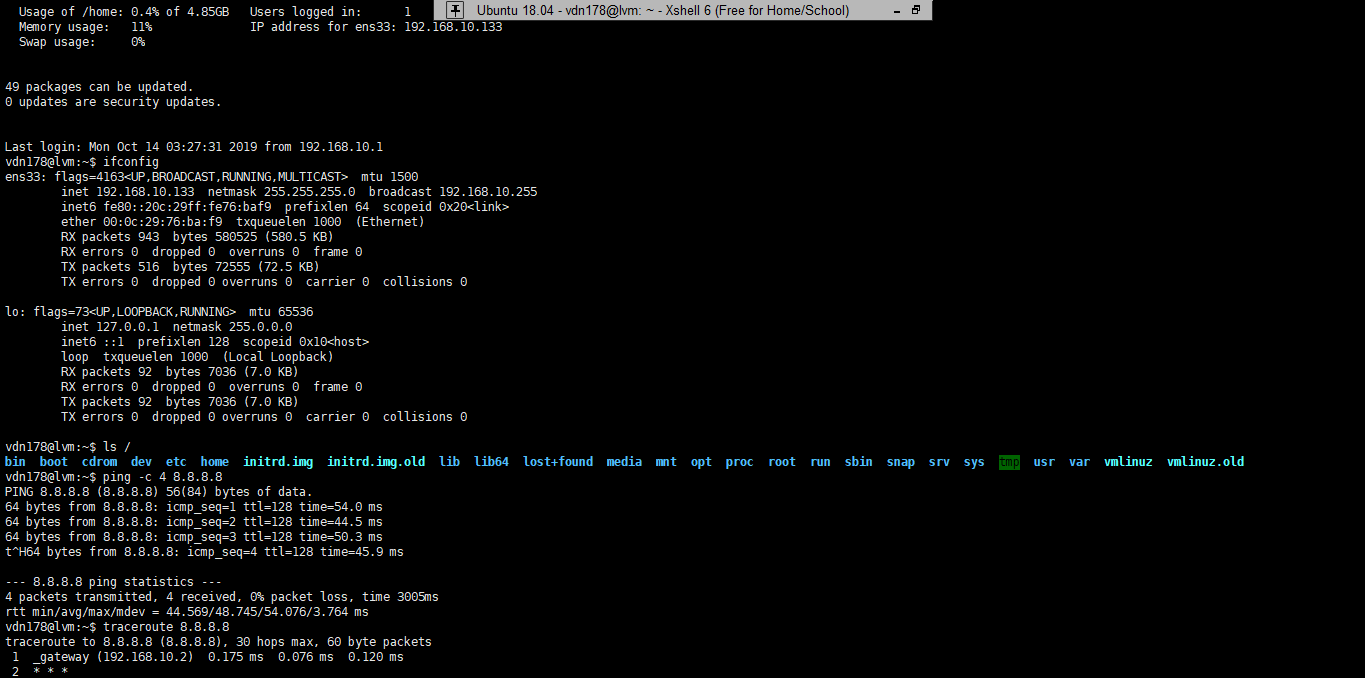 Ubuntu 18.04 - vdn178@lvm: ~ - Xshell 6 (Free for Home/School)
Usage of /home: 0.4% of 4.85GB Users logged in: 1
Memory usage: 11% IP address for ens33: 192.168.10.133
Swap usage: 0%
49 packages can be updated.
0 updates are security updates.
Last login: Mon Oct 14 03:27:31 2019 from 192.168.10.1
vdn178@lvm:~$ ifconfig
ens33: flags=4163<UP,BROADCAST,RUNNING,MULTICAST> mtu 1500
inet 192.168.10.133 netmask 255.255.255.0 broadcast 192.168.10.255
inet6 fe80::20c:29ff:fe76:baf9 prefixlen 64 scopeid 0x20<link>
ether 00:0c:29:76:ba:f9 txqueuelen 1000 (Ethernet)
RX packets 943 bytes 580525 (580.5 KB)
RX errors 0 dropped 0 overruns 0 frame 0
TX packets 516 bytes 72555 (72.5 KB)
TX errors 0 dropped 0 overruns 0 carrier 0 collisions 0
lo: flags=73<UP,LOOPBACK,RUNNING> mtu 65536
inet 127.0.0.1 netmask 255.0.0.0
inet6 ::1 prefixlen 128 scopeid 0x10<host>
loop txqueuelen 1000 (Local Loopback)
RX packets 92 bytes 7036 (7.0 KB)
RX errors 0 dropped 0 overruns 0 frame 0
TX packets 92 bytes 7036 (7.0 KB)
TX errors 0 dropped 0 overruns 0 carrier 0 collisions 0
vdn178@lvm:~$ ls /
bin boot cdrom dev etc home initrd.img initrd.img.old lib lib64 lost+found media mnt opt proc root run sbin snap srv sys tmp usr var vmlinuz vmlinuz.old
vdn178@lvm:~$ ping -c 4 8.8.8.8
PING 8.8.8.8 (8.8.8.8) 56(84) bytes of data.
64 bytes from 8.8.8.8: icmp_seq=1 ttl=128 time=54.0 ms
64 bytes from 8.8.8.8: icmp_seq=2 ttl=128 time=44.5 ms
64 bytes from 8.8.8.8: icmp_seq=3 ttl=128 time=50.3 ms
t^H64 bytes from 8.8.8.8: icmp_seq=4 ttl=128 time=45.9 ms
--- 8.8.8.8 ping statistics ---
4 packets transmitted, 4 received, 0% packet loss, time 3005ms
rtt min/avg/max/mdev = 44.569/48.745/54.076/3.764 ms
vdn178@lvm:~$ traceroute 8.8.8.8
traceroute to 8.8.8.8 (8.8.8.8), 30 hops max, 60 byte packets
1 _gateway (192.168.10.2) 0.175 ms 0.076 ms 0.120 ms
2 * * *